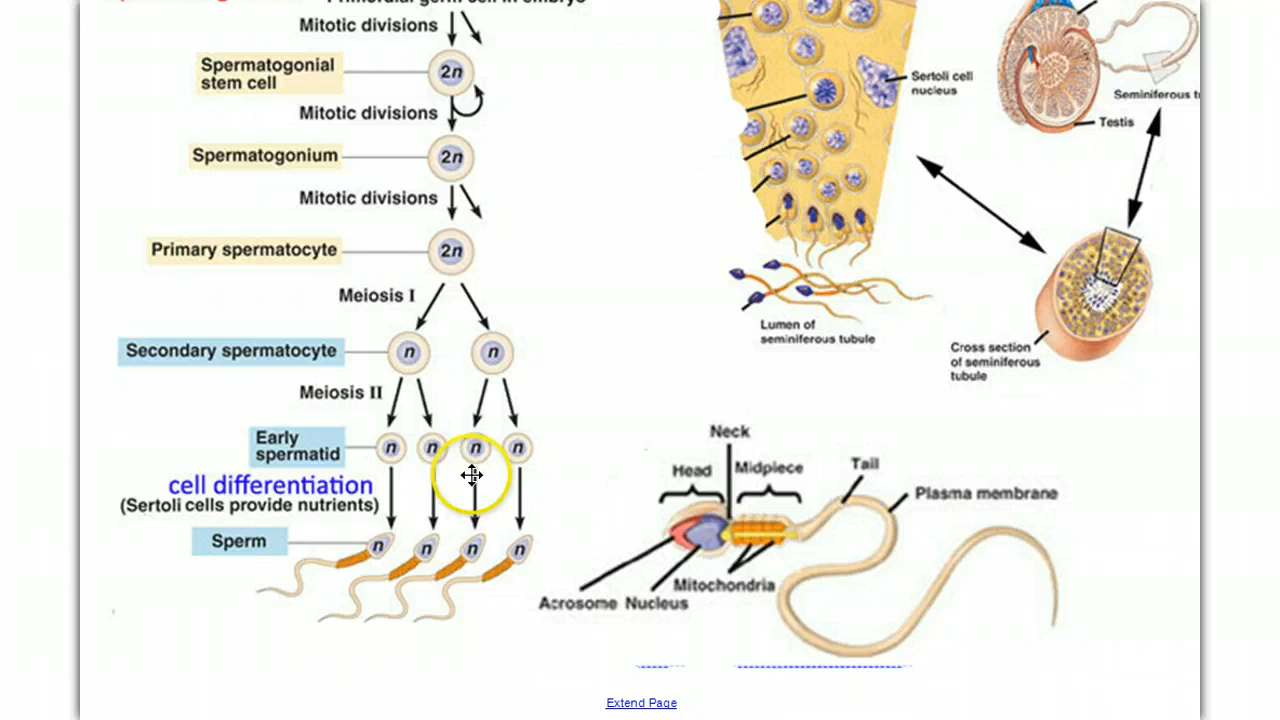 Primordial germ cell in embryo
Mitotic divisions
Spermatogonial
stem cell
2n
Mitotic divisions
Spermatogonium
2n
Mitotic divisions
Primary spermatocyte
2n
Meiosis I
Secondary spermatocyte
n n
Meiosis II
Early
spermatid
n n n n
cell differentiation
(Sertoli cells provide nutrients)
Sperm
n n n n
Sertoli cell
nucleus
Lumen of
seminiferous tubule
Testis
Seminiferous t
Cross section
of seminiferous
tubule
Neck
Head
Midpiece
Tail
Plasma membrane
Mitochondria
Acrosome Nucleus
Extend Page